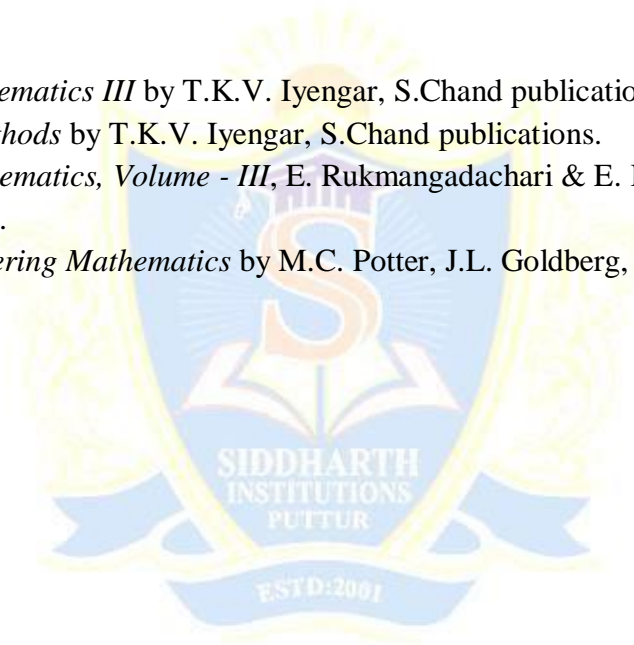 ematics III by T.K.V. Iyengar, S.Chand publicatio
thods by T.K.V. Iyengar, S.Chand publications.
ematics, Volume - III, E. Rukmangadachari & E.
.
ering Mathematics by M.C. Potter, J.L. Goldberg,
S
SIDDHARTH
INSTITUTIONS
PUTTUR
ESTD:2001